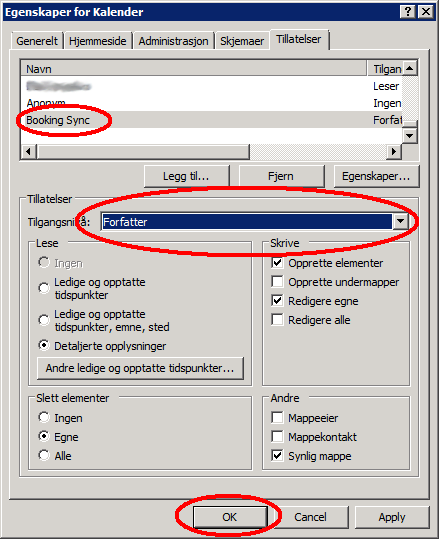 Egenskaper for Kalender
Generelt Hjemmeside Administrasjon Skjemaer Tillatelser
Navn Tilgan
Leser
Anonym Ingen
Booking Sync Forfat
Legg til... Fjern Egenskaper...
Tillatelser
Tilgangsnivå: Forfatter
Lese
Ingen
Ledige og opptatte
tidspunkter
Ledige og opptatte
tidspunkter, emne, sted
Detaljerte opplysninger
Andre ledige og opptatte tidspunkter...
Skrive
Opprette elementer
Opprette undermapper
Redigere egne
Redigere alle
Slett elementer
Ingen
Egne
Alle
Andre
Mappeeier
Mappekontakt
Synlig mappe
OK Cancel Apply